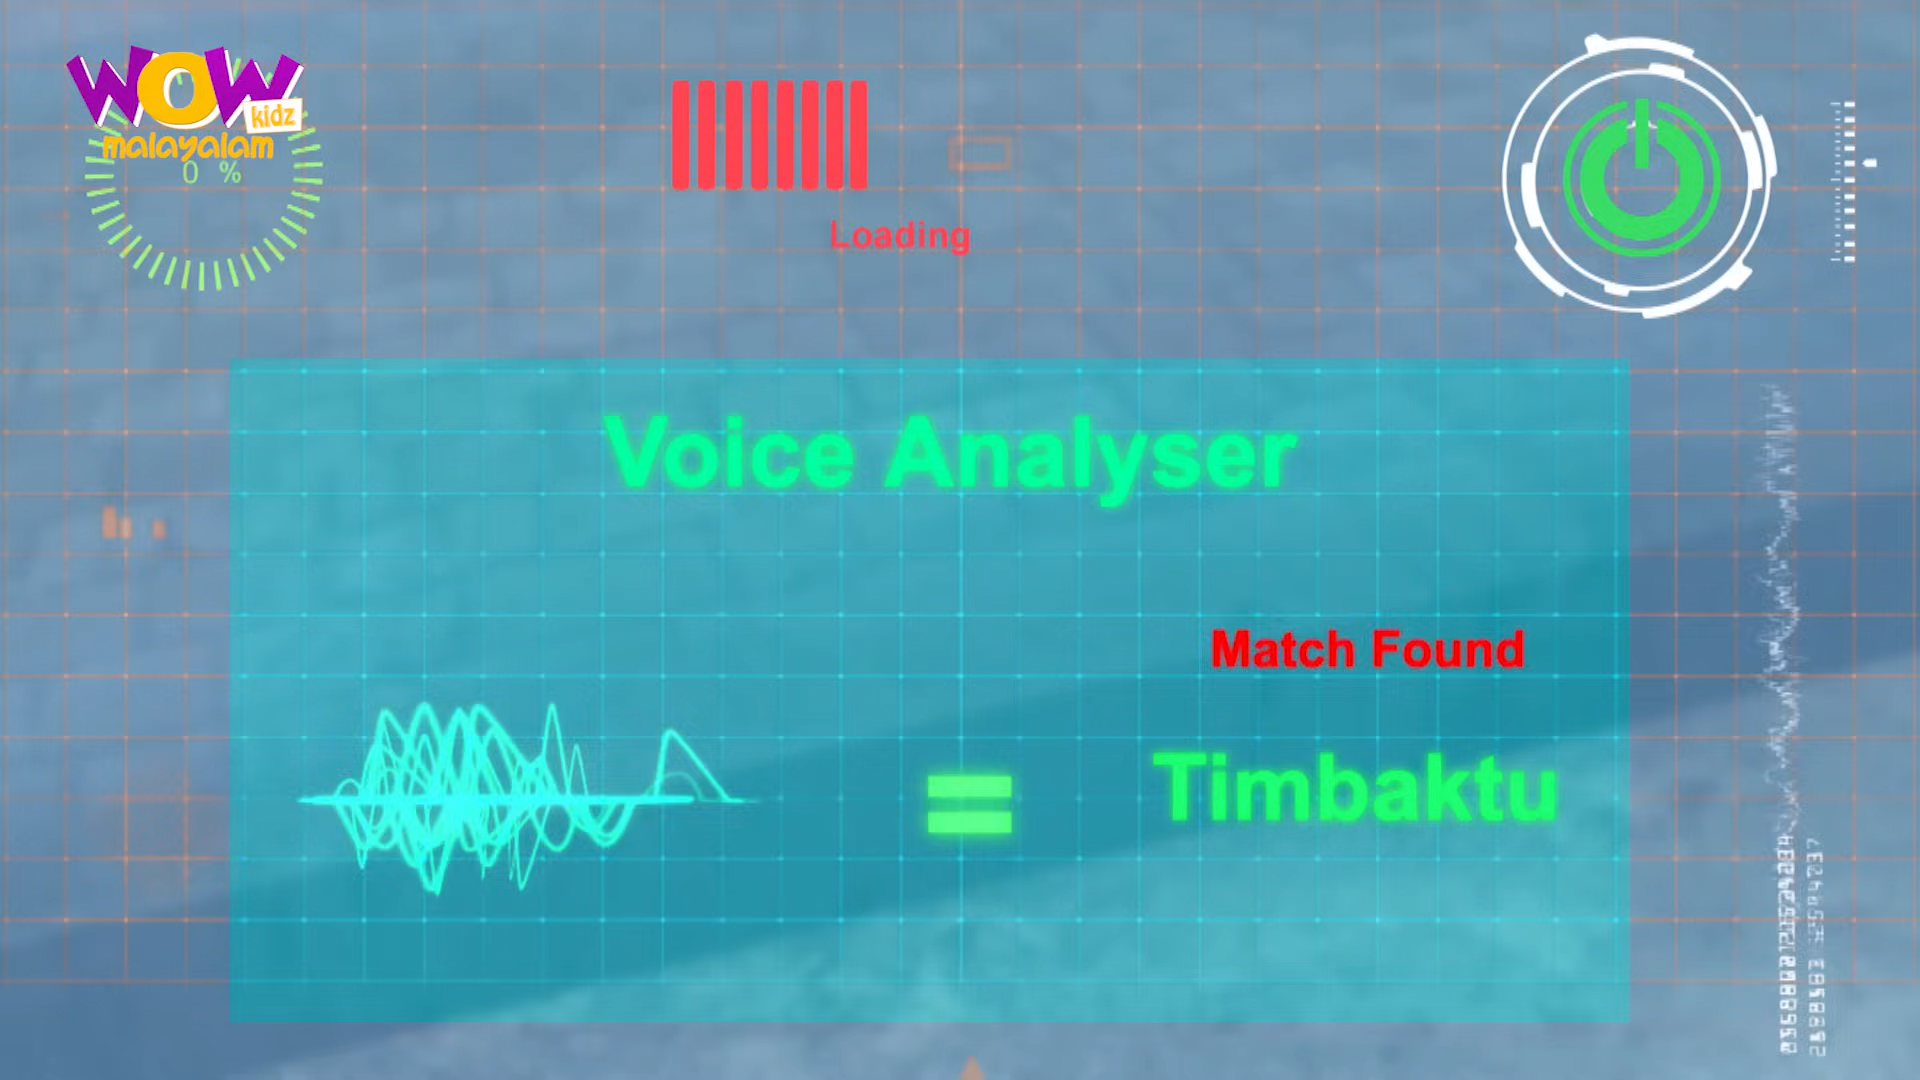 WOW
kidz
malayalam
0 %
Loading
Voice Analyser
Match Found
=
Timbaktu